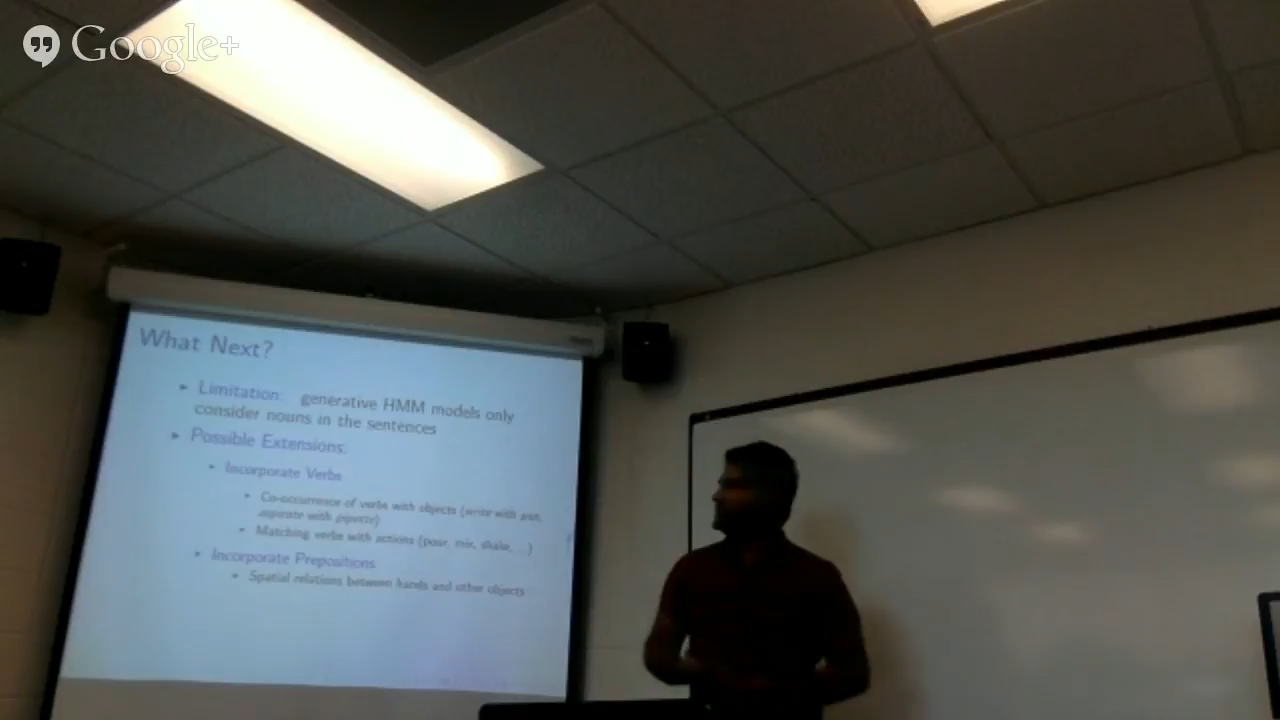 Google+
What Next?
Limitation: generative HMM models only
consider nouns in the sentences
Possible Extensions:
Incorporate Verbs
Co-occurrence of verbs with objects (write with pen,
aspirate with pipette)
Matching verbs with actions (pour, mix, shake, ...)
Incorporate Prepositions
Spatial relations between hands and other objects